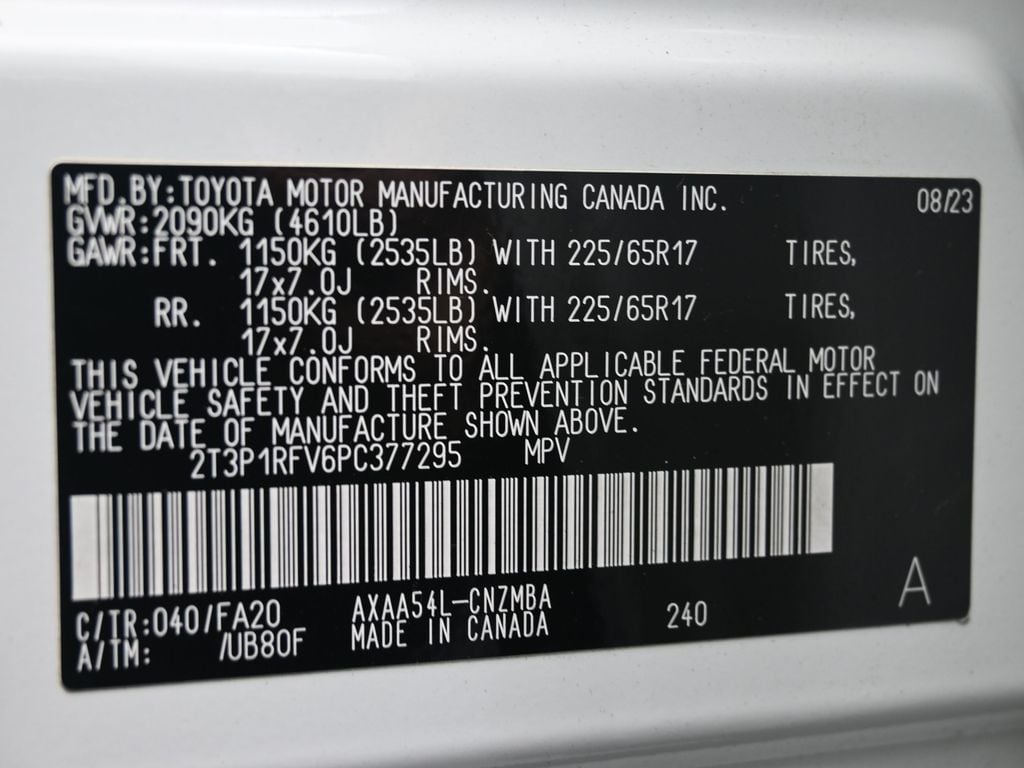 MFD.BY:TOYOTA MOTOR MANUFACTURING CANADA INC. 08/23
GVWR:2090KG (4610LB)
GAWR:FRT. 1150KG (2535LB) WITH 225/65R17 TIRES,
17x7.0J RIMS.
RR. 1150KG (2535LB) WITH 225/65R17 TIRES,
17x7.0J RIMS.
THIS VEHICLE CONFORMS TO ALL APPLICABLE FEDERAL MOTOR
VEHICLE SAFETY AND THEFT PREVENTION STANDARDS IN EFFECT ON
THE DATE OF MANUFACTURE SHOWN ABOVE.
2T3P1RFV6PC377295 MPV
C/TR:040/FA20 AXAA54L-CNZMBA 240 A
A/TM: /UB80F MADE IN CANADA